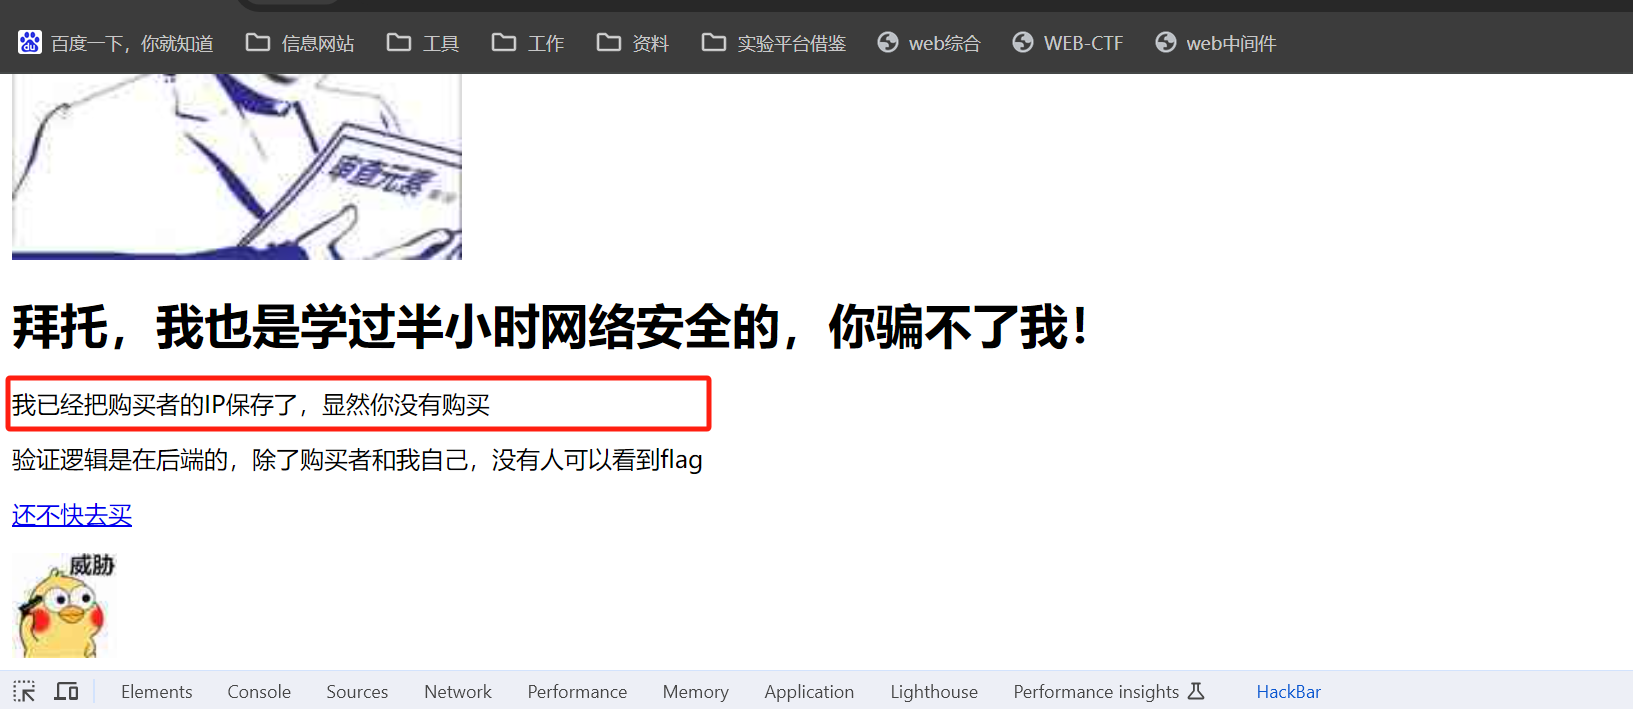 百度一下，你就知道 信息网站 工具 工作 资料 实验平台借鉴 web综合 WEB-CTF web中间件
审查元素
拜托，我也是学过半小时网络安全的，你骗不了我！
我已经把购买者的IP保存了，显然你没有购买
验证逻辑是在后端的，除了购买者和我自己，没有人可以看到flag
还不快去买
威胁
Elements Console Sources Network Performance Memory Application Lighthouse Performance insights HackBar